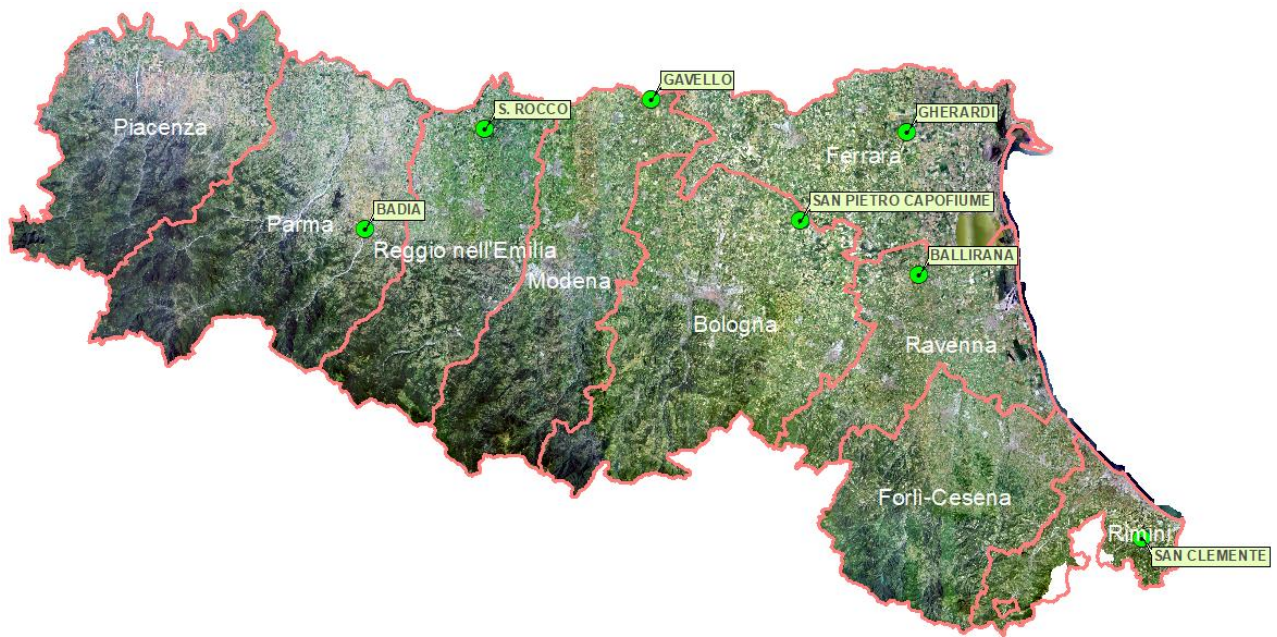 GAVELLO
S. ROCCO
GHERARDI
Piacenza
Ferrara
SAN PIETRO CAPOFIUME
BADIA
Parma
Reggio nell'Emilia
BALLIRANA
Modena
Bologna
Ravenna
Forlì-Cesena
Rimini
SAN CLEMENTE